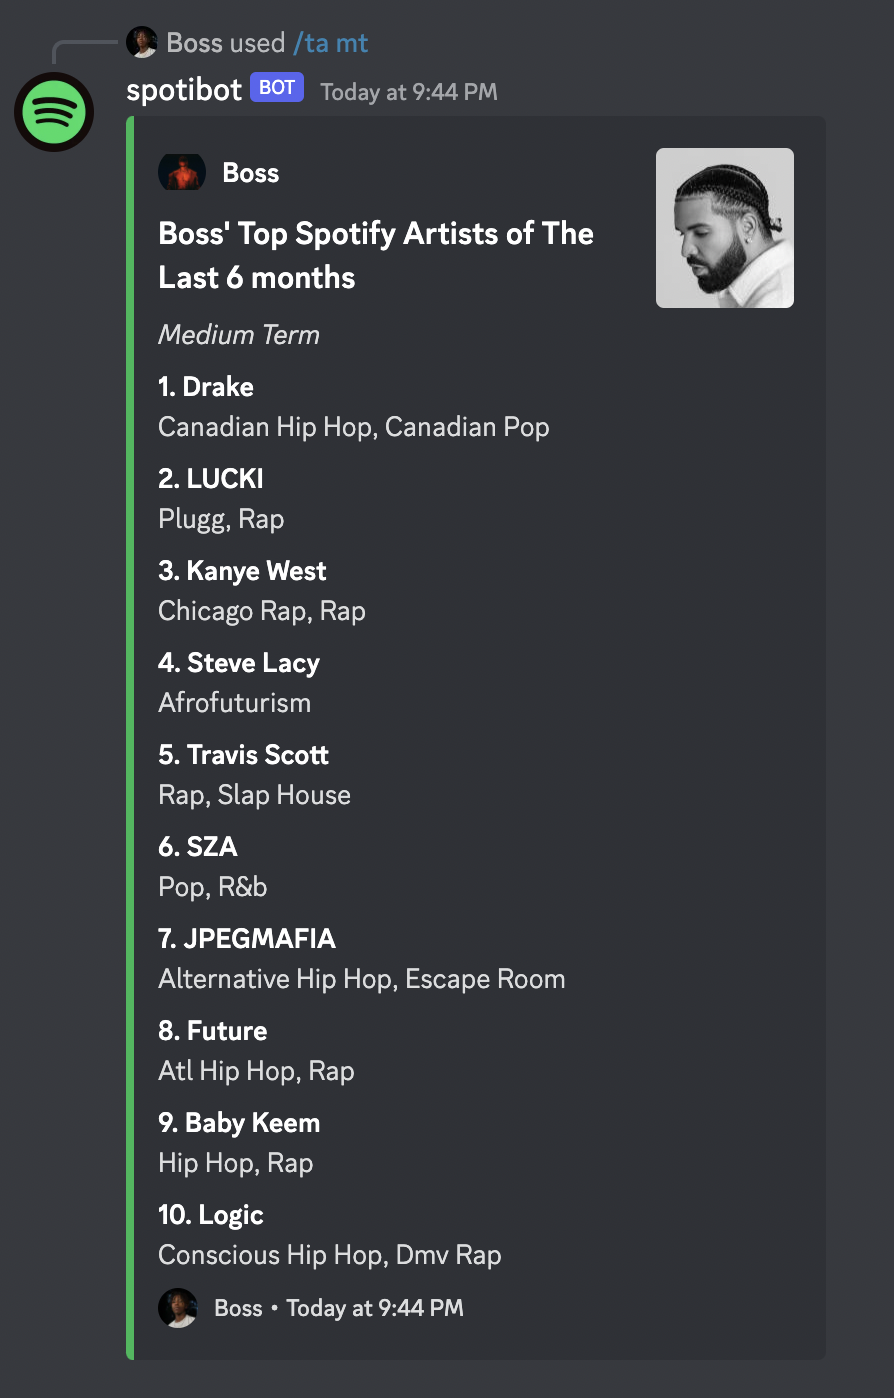 Boss used /ta mt
spotibot BOT Today at 9:44 PM
Boss
Boss' Top Spotify Artists of The
Last 6 months
Medium Term
1. Drake
Canadian Hip Hop, Canadian Pop
2. LUCKI
Plugg, Rap
3. Kanye West
Chicago Rap, Rap
4. Steve Lacy
Afrofuturism
5. Travis Scott
Rap, Slap House
6. SZA
Pop, R&b
7. JPEGMAFIA
Alternative Hip Hop, Escape Room
8. Future
Atl Hip Hop, Rap
9. Baby Keem
Hip Hop, Rap
10. Logic
Conscious Hip Hop, Dmv Rap
Boss • Today at 9:44 PM